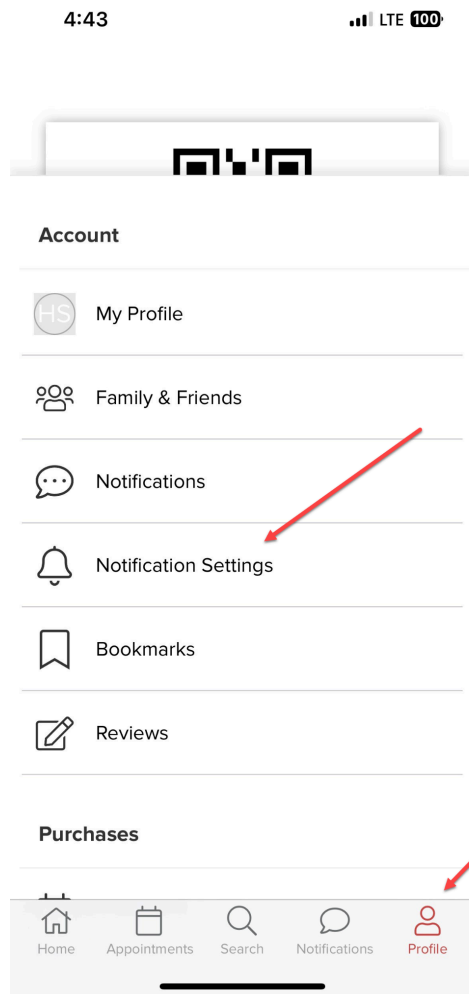 4:43 LTE 100
Account
HS My Profile
Family & Friends
Notifications
Notification Settings
Bookmarks
Reviews
Purchases
Home Appointments Search Notifications Profile